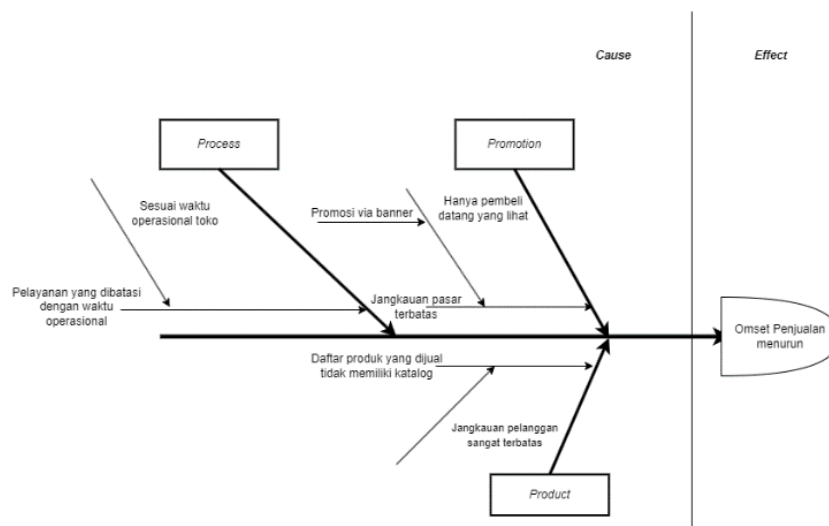 Cause
Effect
Process
Promotion
Sesuai waktu
operasional toko
Promosi via banner
Hanya pembeli
datang yang lihat
Pelayanan yang dibatasi
dengan waktu
operasional
Jangkauan pasar
terbatas
Omset Penjualan
menurun
Daftar produk yang dijual
tidak memiliki katalog
Jangkauan pelanggan
sangat terbatas
Product